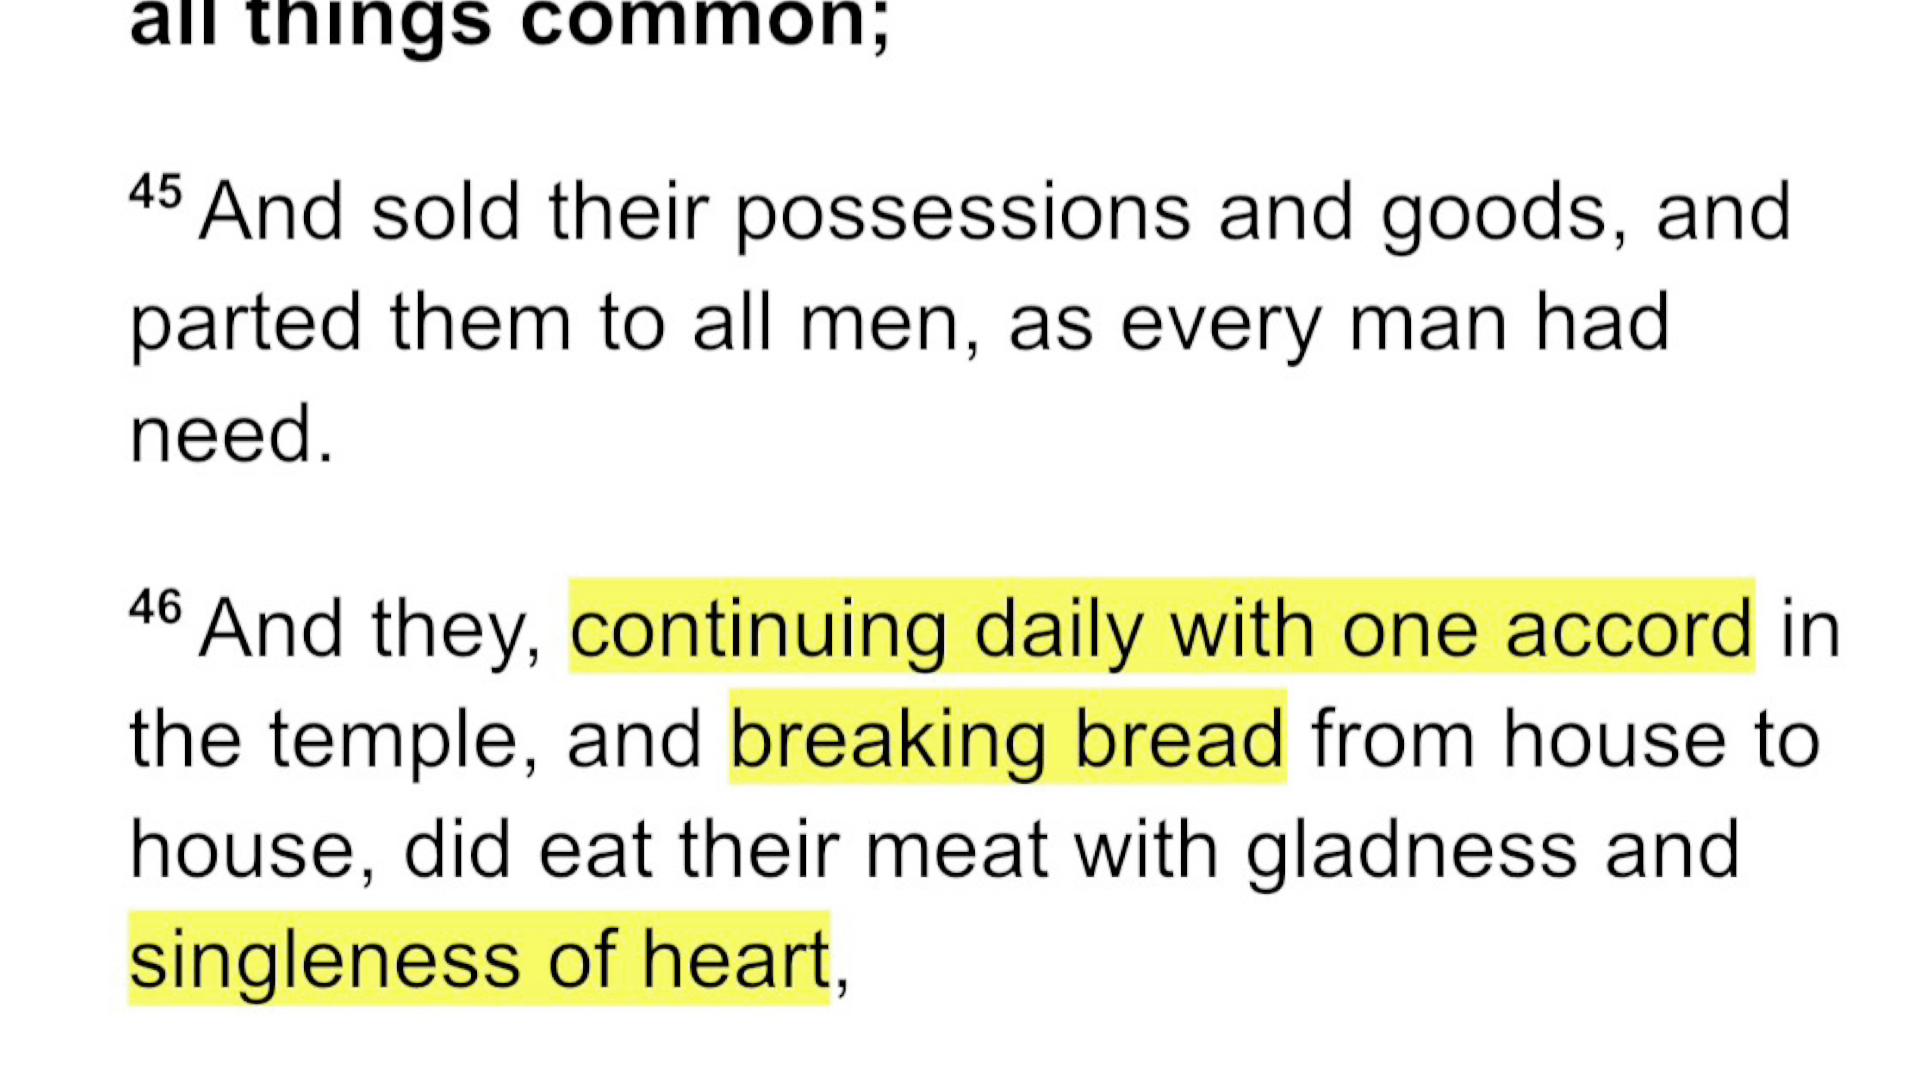 all things common;
45 And sold their possessions and goods, and
parted them to all men, as every man had
need.
46 And they, continuing daily with one accord in
the temple, and breaking bread from house to
house, did eat their meat with gladness and
singleness of heart,